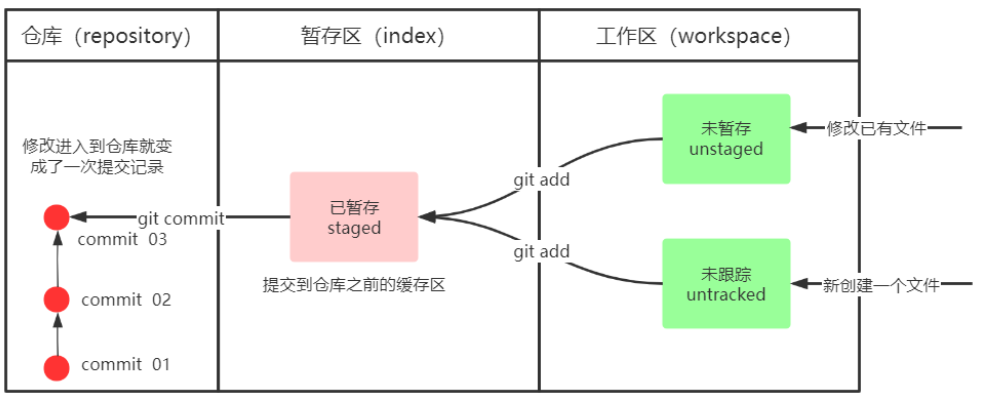 仓库（repository）
暂存区（index）
工作区（workspace）
修改进入到仓库就变
成了一次提交记录
git commit
commit 03
commit 02
commit 01
已暂存
staged
提交到仓库之前的缓存区
git add
git add
未暂存
unstaged
修改已有文件
未跟踪
untracked
新创建一个文件